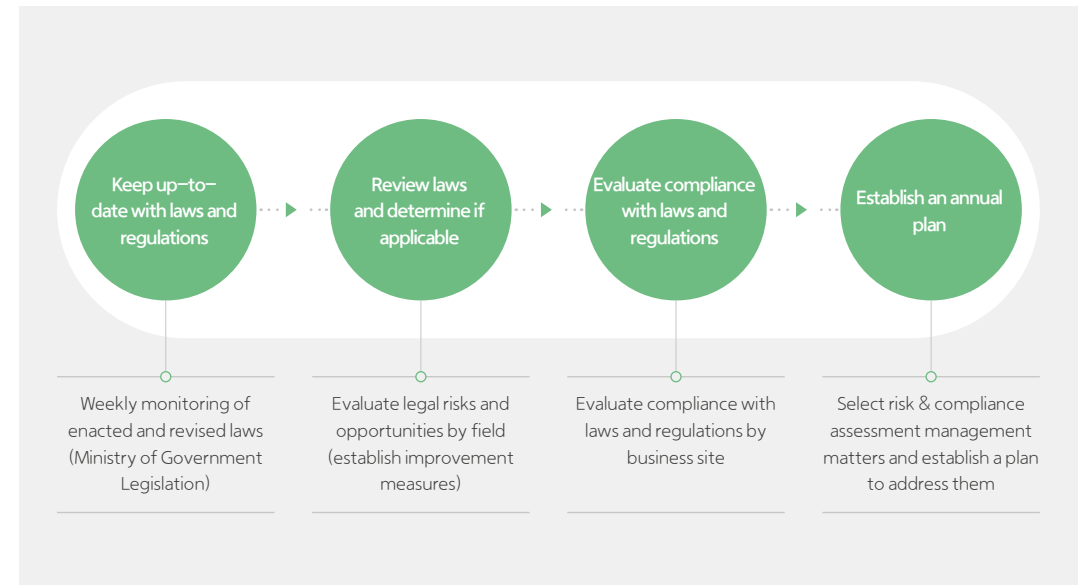 Keep up-to-
date with laws and
regulations
Review laws
and determine if
applicable
Evaluate compliance
with laws and
regulations
Establish an annual
plan
Weekly monitoring of
enacted and revised laws
(Ministry of Government
Legislation)
Evaluate legal risks and
opportunities by field
(establish improvement
measures)
Evaluate compliance with
laws and regulations by
business site
Select risk & compliance
assessment management
matters and establish a plan
to address them